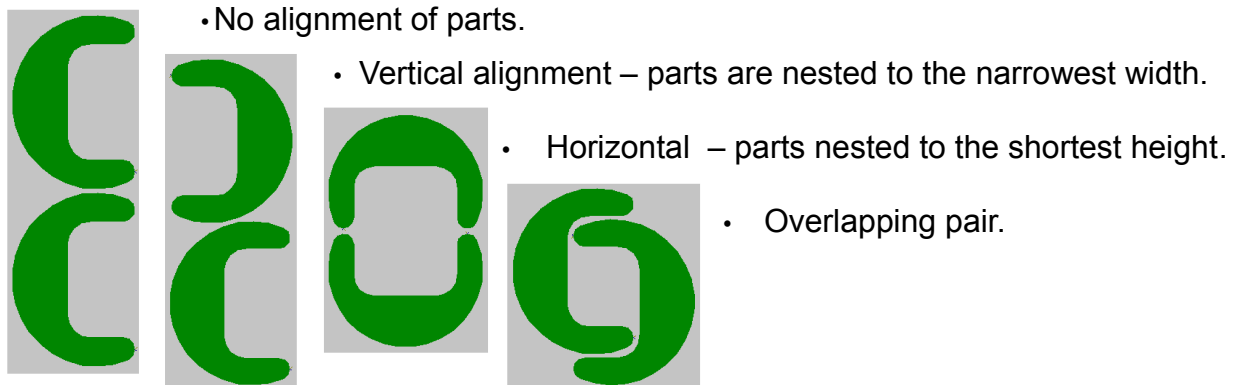 •No alignment of parts.
• Vertical alignment – parts are nested to the narrowest width.
• Horizontal – parts nested to the shortest height.
• Overlapping pair.